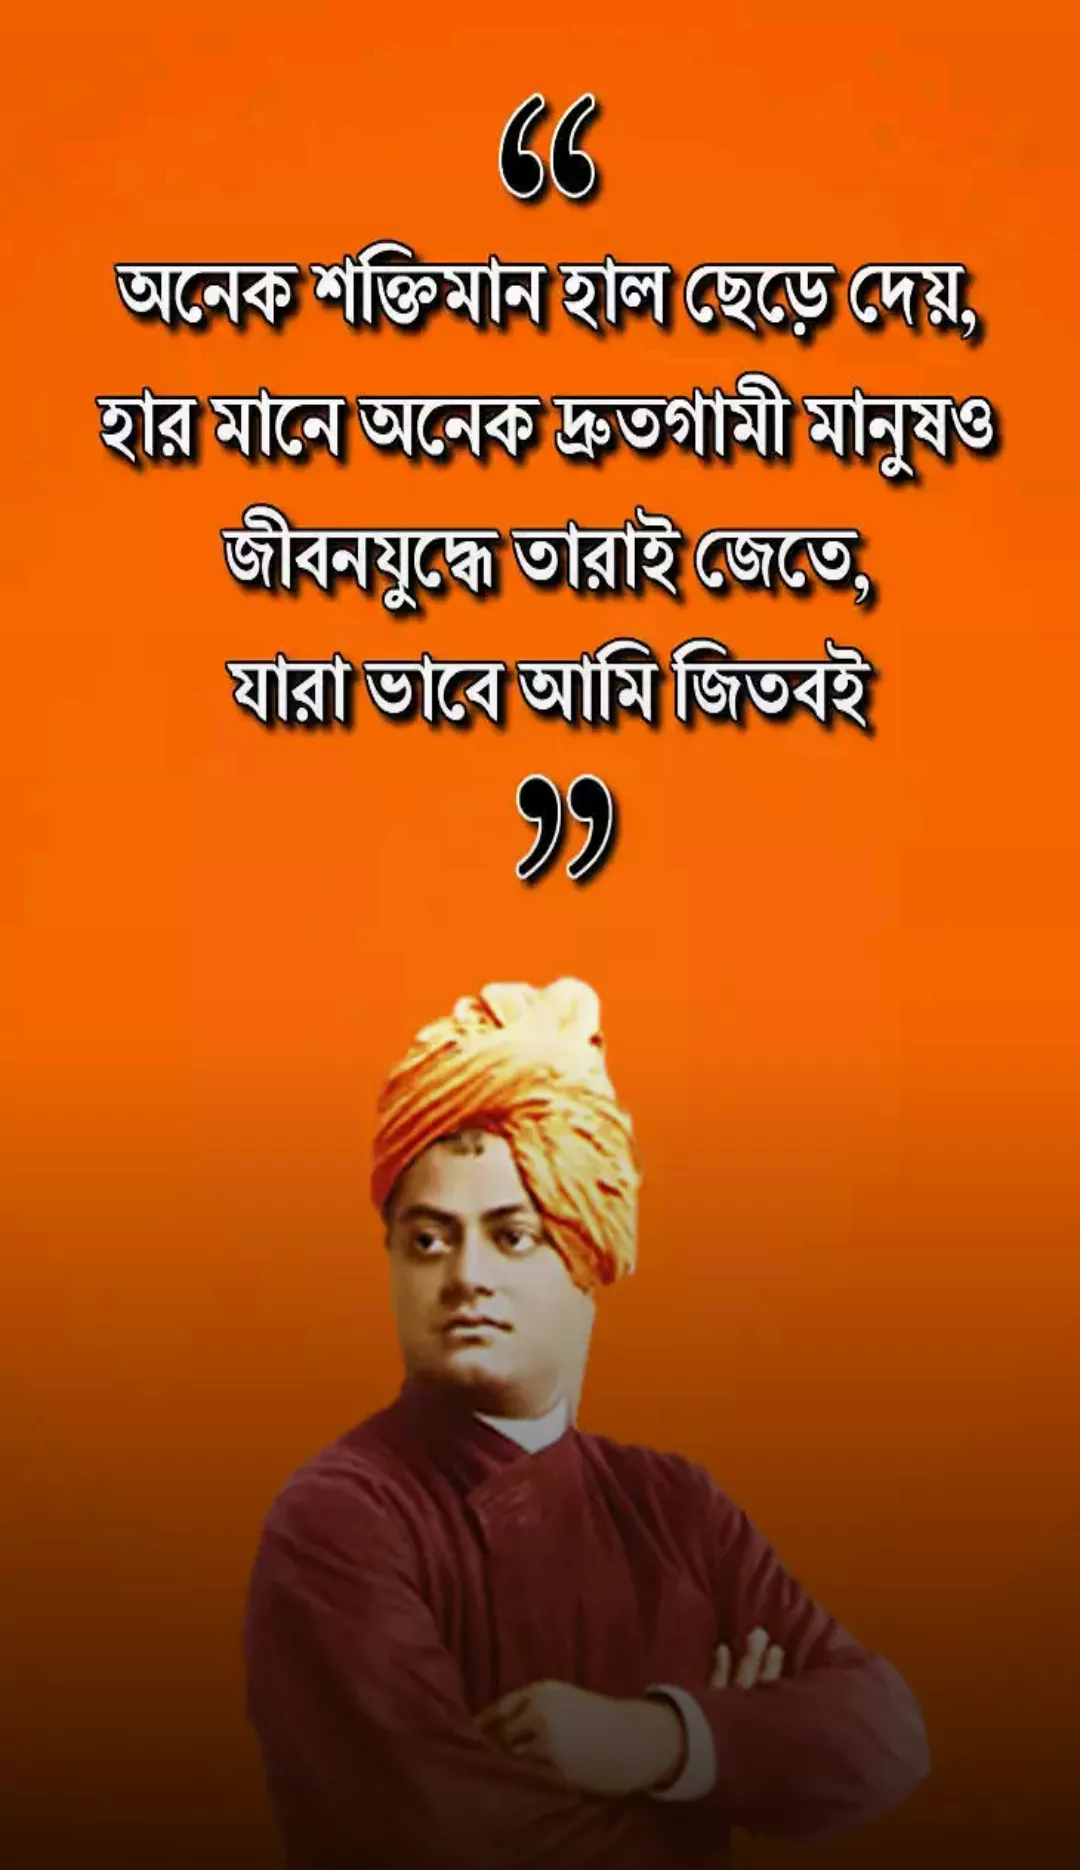 “
অনেক শক্তিমান হাল ছেড়ে দেয়,
হার মানে অনেক দ্রুতগামী মানুষও
জীবনযুদ্ধে তারাই জেতে,
যারা ভাবে আমি জিতবই
”